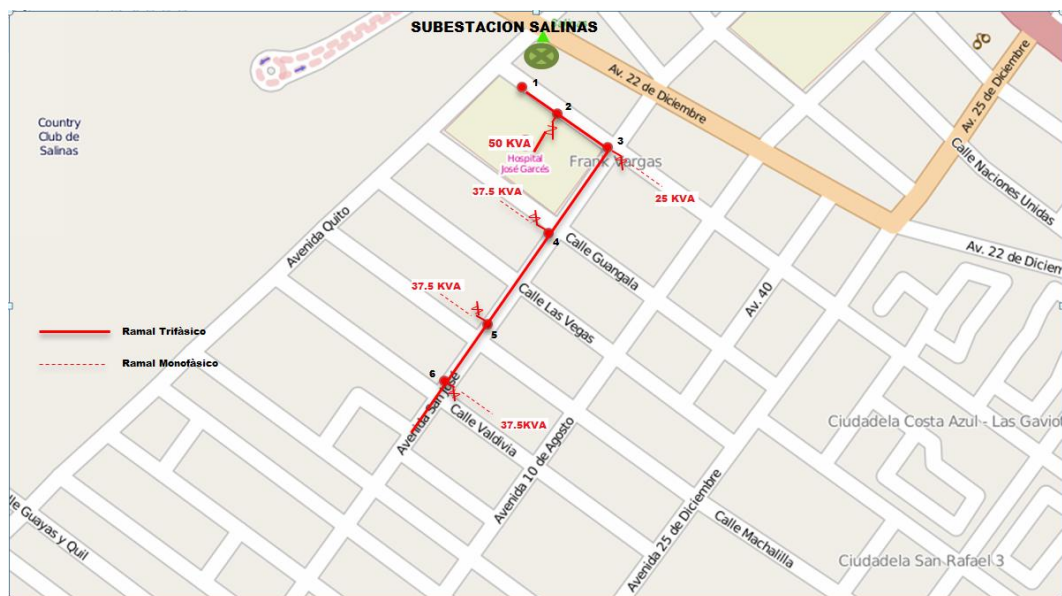 SUBESTACION SALINAS
Av. 22 de Diciembre
Av. 25 de Diciembre
Country
Club de
Salinas
1
2
3
50 KVA
Hospital
José Garcés
Frank Vargas
Calle Naciones Unidas
37.5 KVA
25 KVA
Avenida Quito
4
Calle Guangala
Av. 22 de Diciem
37.5 KVA
Av. 40
Calle Las Vegas
5
Ramal Trifàsico
Ramal Monofàsico
6
Avenida San José
37.5KVA
Calle Valdivia
Ciudadela Costa Azul - Las Gaviot
Avenida 10 de Agosto
Avenida 25 de Diciembre
Calle Machalilla
lle Guayas y Quil
Ciudadela San Rafael 3